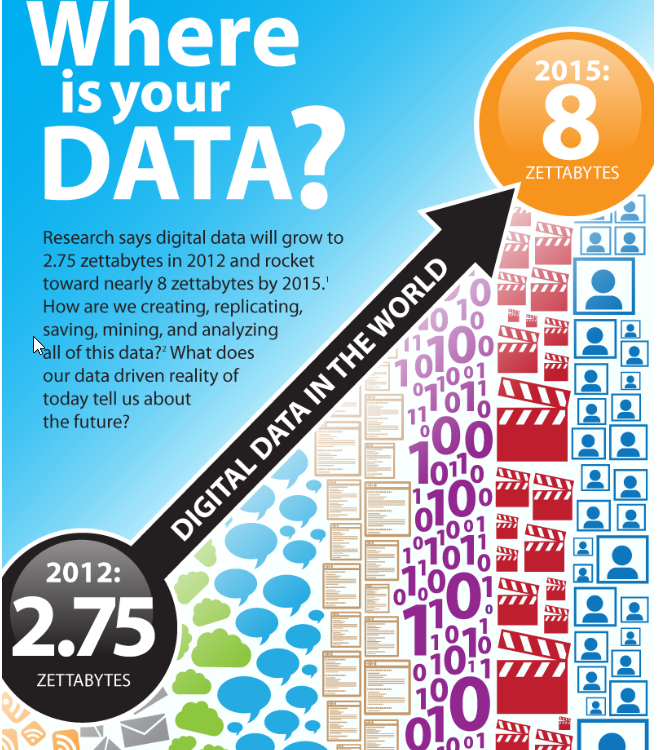 Where
is your
DATA?
Research says digital data will grow to
2.75 zettabytes in 2012 and rocket
toward nearly 8 zettabytes by 2015.¹
How are we creating, replicating,
saving, mining, and analyzing
all of this data?² What does
our data driven reality of
today tell us about
the future?
2015:
8
ZETTABYTES
DIGITAL DATA IN THE WORLD
2012:
2.75
ZETTABYTES